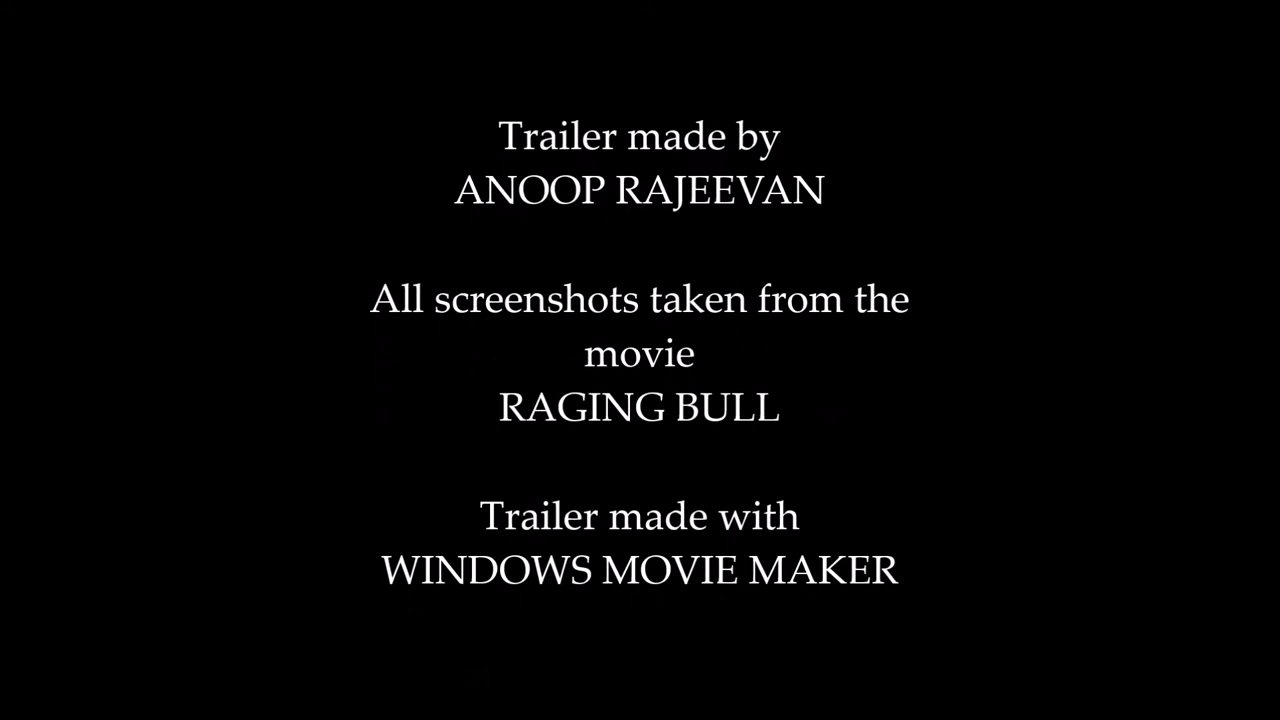 Trailer made by
ANOOP RAJEEVAN
All screenshots taken from the
movie
RAGING BULL
Trailer made with
WINDOWS MOVIE MAKER